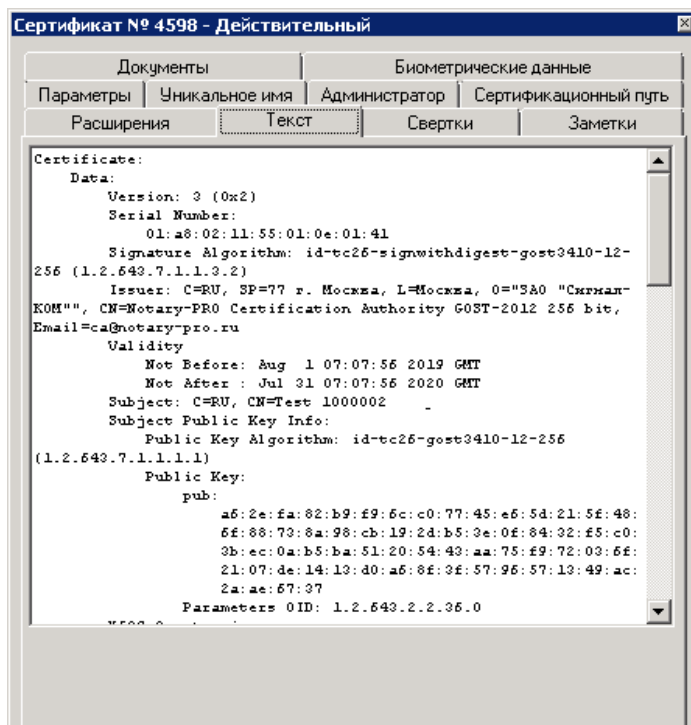 Сертификат № 4598 - Действительный
Документы
Биометрические данные
Параметры
Уникальное имя
Администратор
Сертификационный путь
Расширения
Текст
Свертки
Заметки
Certificate:
Data:
Version: 3 (0x2)
Serial Number:
01:a8:02:11:55:01:0e:01:41
Signature Algorithm: id-tc26-signwithdigest-gost3410-12-
256 (1.2.643.7.1.1.3.2)
Issuer: C=RU, SP=77 г. Москва, L=Москва, O="ЗАО "Сигнал-
КОМ"", CN=Notary-PRO Certification Authority GOST-2012 256 bit,
Email=ca@notary-pro.ru
Validity
Not Before: Aug 1 07:07:56 2019 GMT
Not After : Jul 31 07:07:56 2020 GMT
Subject: C=RU, CN=Test 1000002
Subject Public Key Info:
Public Key Algorithm: id-tc26-gost3410-12-256
(1.2.643.7.1.1.1.1)
Public Key:
pub:
a6:2e:fa:82:b9:f9:6c:c0:77:45:e6:5d:21:5f:48:
6f:88:73:8a:98:cb:19:2d:b5:3e:0f:84:32:f5:c0:
3b:ec:0a:b5:ba:51:20:54:43:aa:75:f9:72:03:6f:
21:07:de:14:13:d0:a6:8f:3f:57:96:57:13:49:ac:
2a:ae:67:37
Parameters OID: 1.2.643.2.2.36.0